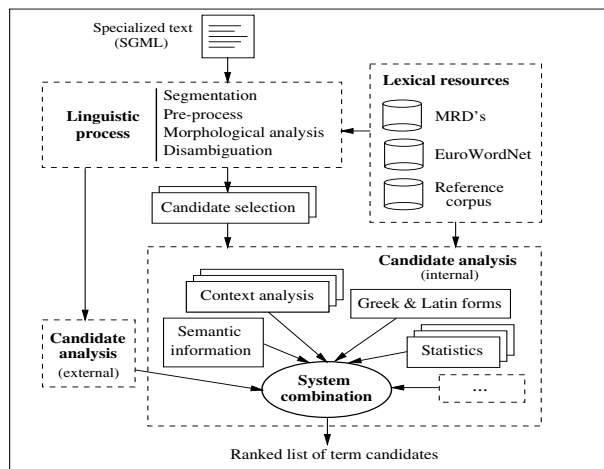 Specialized text
(SGML)
Linguistic
process
Segmentation
Pre-process
Morphological analysis
Disambiguation
Lexical resources
MRD's
EuroWordNet
Reference
corpus
Candidate selection
Candidate analysis
(internal)
Context analysis
Greek & Latin forms
Semantic
information
Statistics
Candidate
analysis
(external)
System
combination
...
Ranked list of term candidates